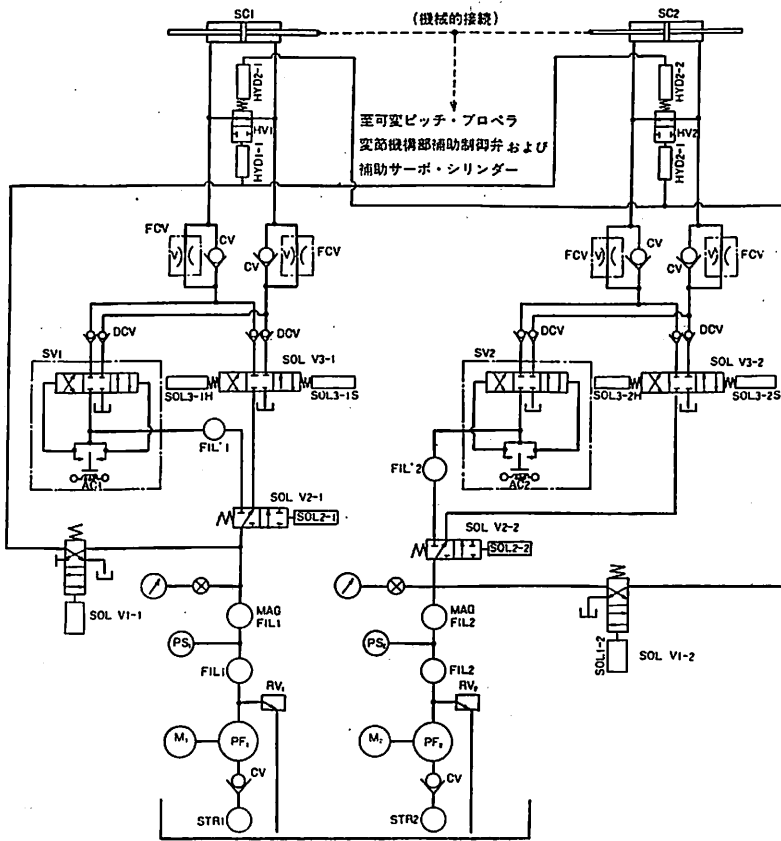 SC1
(機械的接続)
SC2
HYD2-1
HV1
HYD1-1
HYD2-2
HV2
HYD2-1
至可変ピッチ・プロペラ
変節機構部補助制御弁および
補助サーボ・シリンダー
FCV
CV
CV
FCV
FCV
CV
CV
FCV
DCV
DCV
DCV
DCV
SV1
SOL V3-1
SV2
SOL V3-2
SOL3-1H
SOL3-1S
SOL3-2H
SOL3-2S
FIL'1
FIL'2
AC1
AC2
SOL V2-1
SOL2-1
SOL V2-2
SOL2-2
SOL V1-1
SOL1-2
SOL V1-2
MAG
FIL1
MAG
FIL2
PS1
PS2
FIL1
FIL2
RV1
RV2
M1
PF1
M2
PF2
CV
CV
STR1
STR2